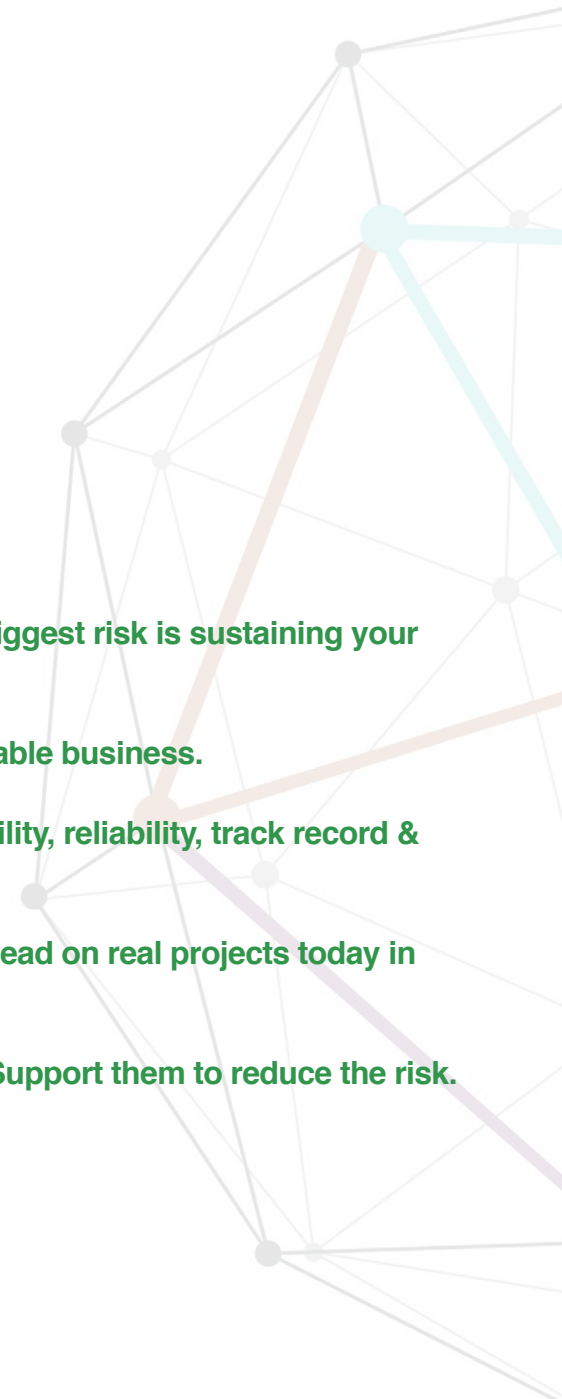 iggest risk is sustaining your
able business.
ility, reliability, track record &
ead on real projects today in
Support them to reduce the risk.